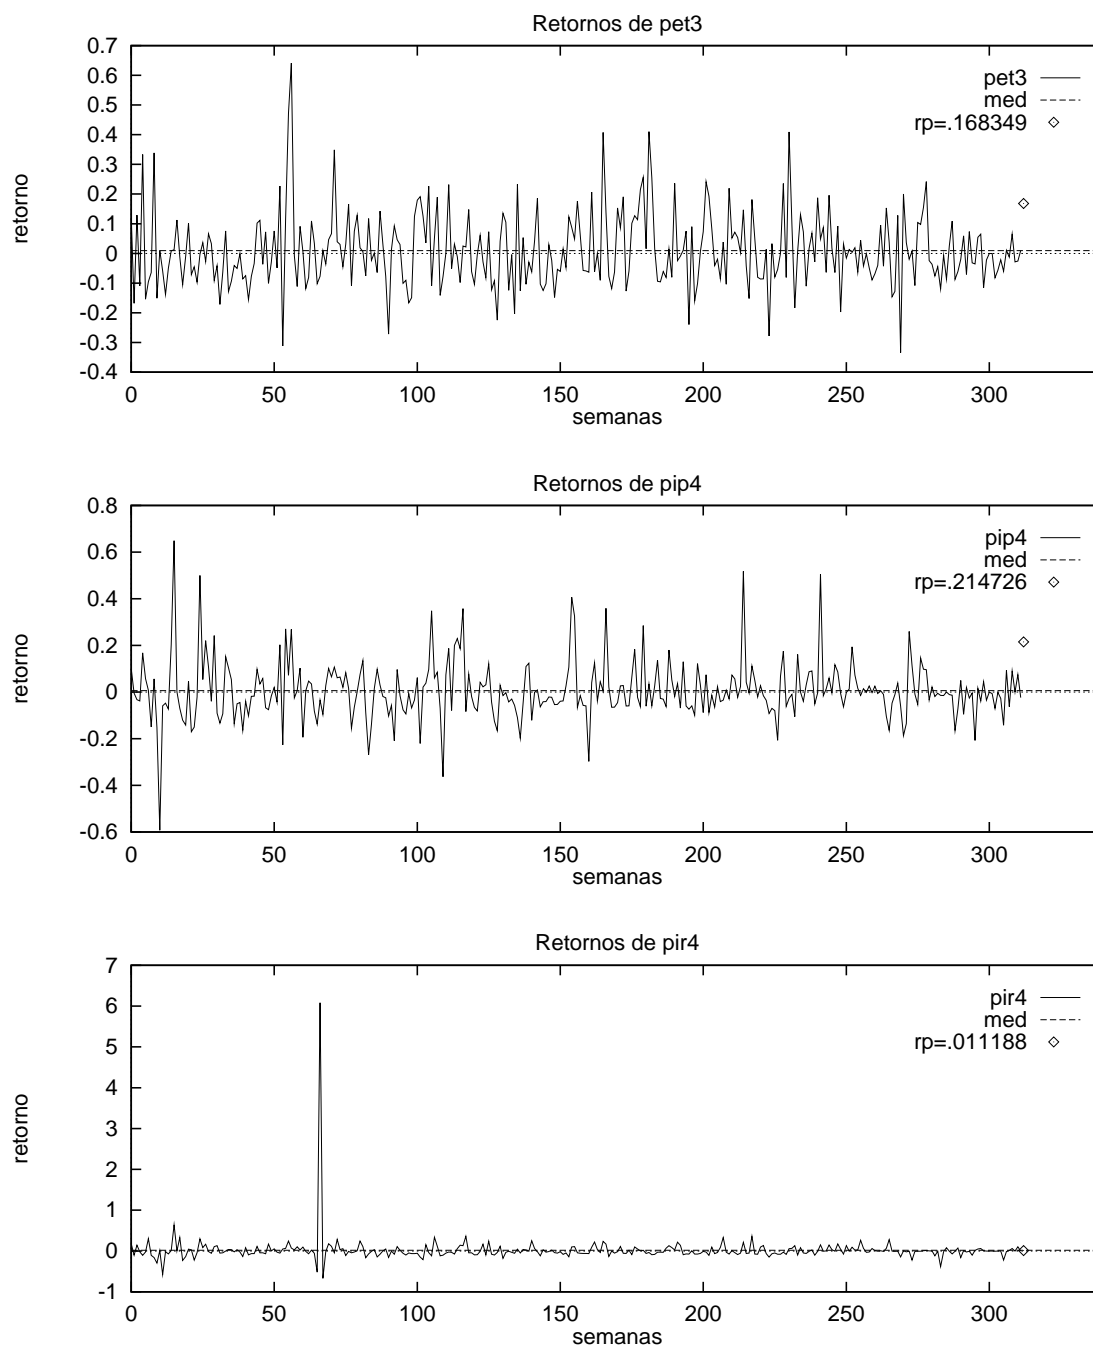 Retornos de pet3
0.7
0.6
0.5
0.4
0.3
0.2
0.1
0
-0.1
-0.2
-0.3
-0.4
retorno
pet3
med
rp=.168349
0 50 100 150 200 250 300
semanas
Retornos de pip4
0.8
0.6
0.4
0.2
0
-0.2
-0.4
-0.6
retorno
pip4
med
rp=.214726
0 50 100 150 200 250 300
semanas
Retornos de pir4
7
6
5
4
3
2
1
0
-1
retorno
pir4
med
rp=.011188
0 50 100 150 200 250 300
semanas